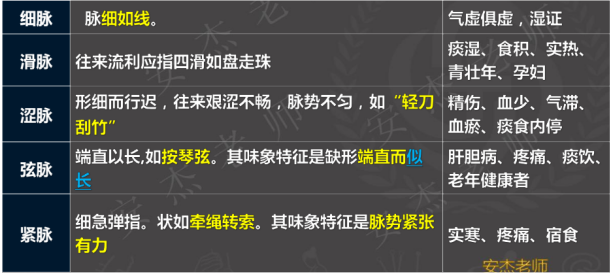 细脉 脉细如线。 气虚俱虚，湿证
滑脉 往来流利应指四滑如盘走珠 痰湿、食积、实热、
青壮年、孕妇
涩脉 形细而行迟，往来艰涩不畅，脉势不匀，如“轻刀
刮竹” 精伤、血少、气滞、
血瘀、痰食内停
弦脉 端直以长,如按琴弦。其味象特征是缺形端直而似
长 肝胆病、疼痛、痰饮、
老年健康者
紧脉 细急弹指。状如牵绳转索。其味象特征是脉势紧张
有力 实寒、疼痛、宿食
安杰老师